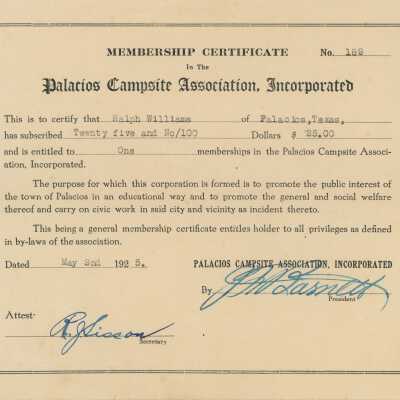 MEMBERSHIP CERTIFICATE No. 159
In The
Palacios Campsite Association, Incorporated
This is to certify that Ralph Williams of Palacios,Texas,
has subscribed Twenty five and No/100 Dollars $ 25.00
and is entitled to One memberships in the Palacios Campsite Associ-
ation, Incorporated.
The purpose for which this corporation is formed is to promote the public interest of
the town of Palacios in an educational way and to promote the general and social welfare
thereof and carry on civic work in said city and vicinity as incident thereto.
This being a general membership certificate entitles holder to all privileges as defined
in by-laws of the association.
Dated May 2nd 1925. PALACIOS CAMPSITE ASSOCIATION, INCORPORATED
By
President
Attest:
R.J. Sisson
Secretary